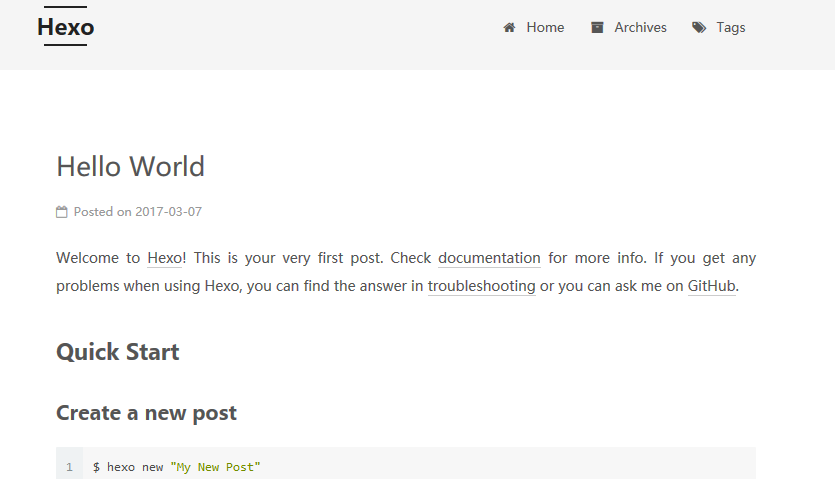 Hexo
Home Archives Tags
Hello World
Posted on 2017-03-07
Welcome to Hexo! This is your very first post. Check documentation for more info. If you get any
problems when using Hexo, you can find the answer in troubleshooting or you can ask me on GitHub.
Quick Start
Create a new post
1 $ hexo new "My New Post"